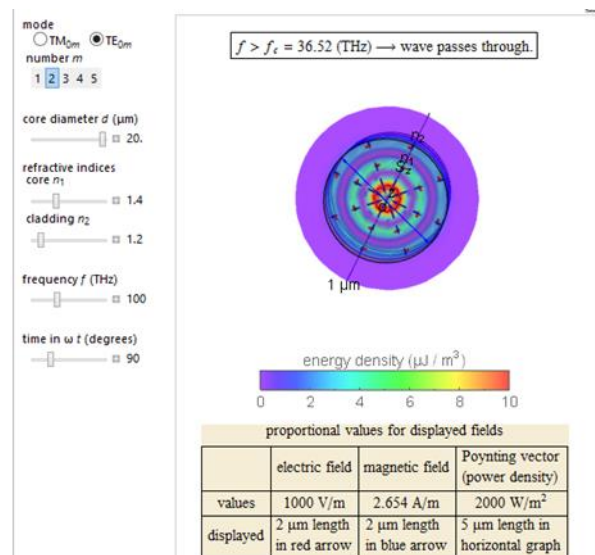 mode
TM0m TE0m
number m
1 2 3 4 5
core diameter d (μm)
20.
refractive indices
core n1
1.4
cladding n2
1.2
frequency f (THz)
100
time in ω t (degrees)
90
f > fc = 36.52 (THz) ⟶ wave passes through.
n2
n1
Sz
1 μm
energy density (μJ / m³)
0 2 4 6 8 10
proportional values for displayed fields
electric field magnetic field Poynting vector (power density)
values 1000 V/m 2.654 A/m 2000 W/m²
displayed 2 μm length in red arrow 2 μm length in blue arrow 5 μm length in horizontal graph